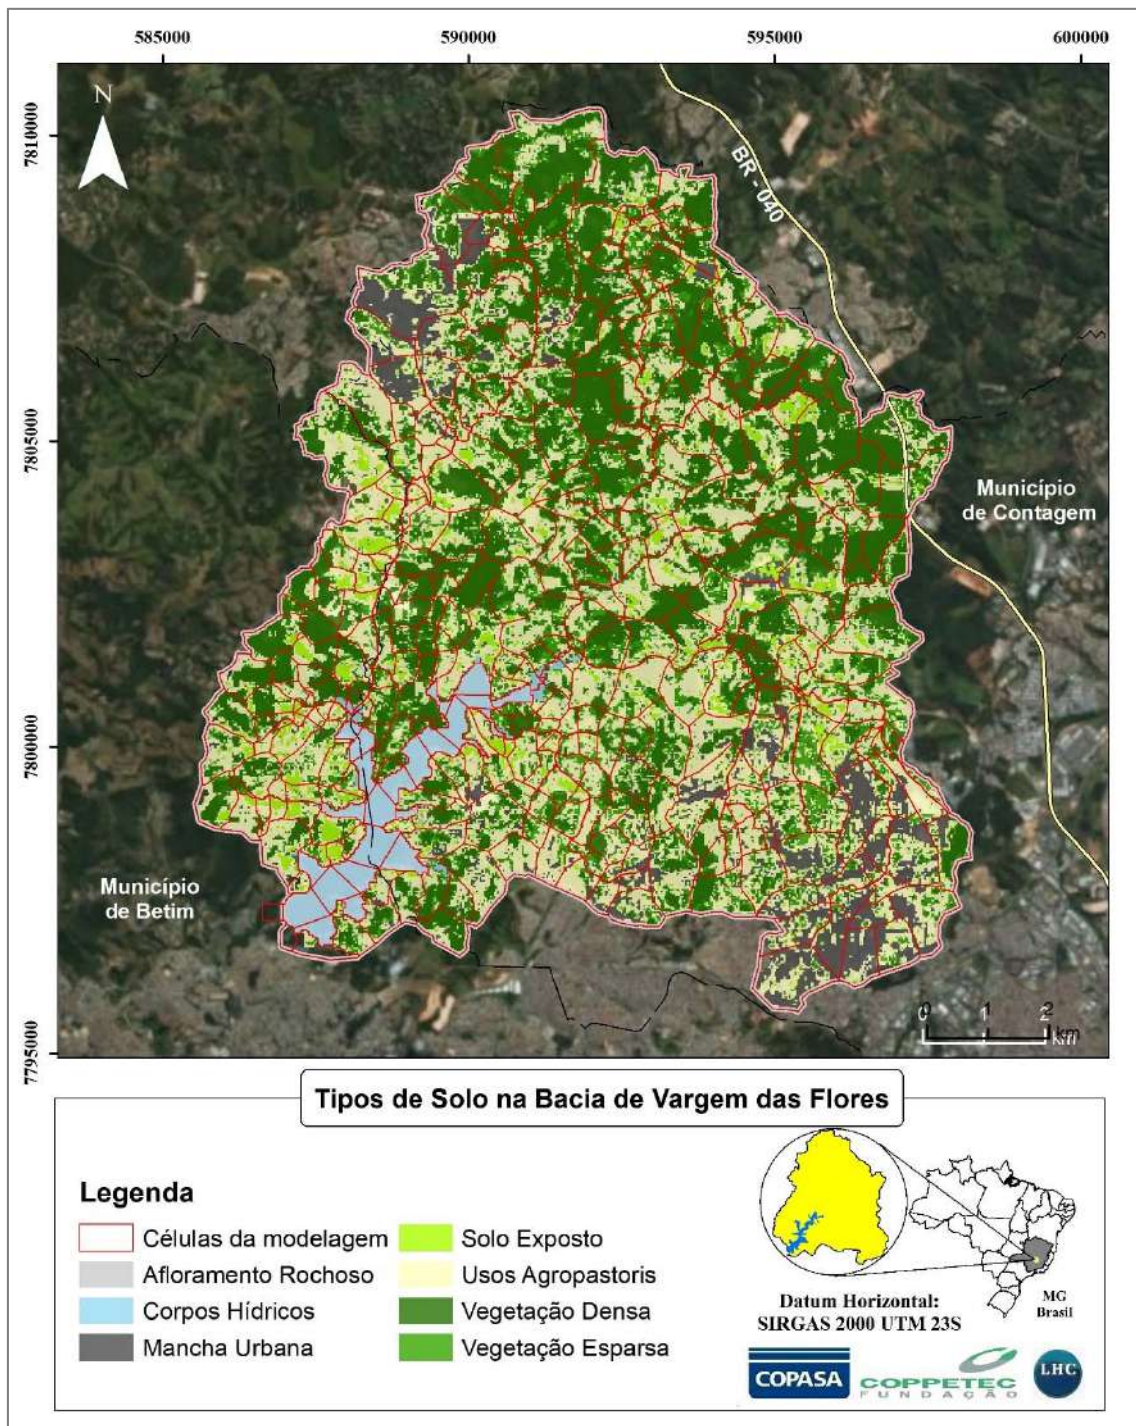 585000
590000
595000
600000
7810000
7805000
7800000
7795000
N
BR - 040
Município
de Contagem
Município
de Betim
0 1 2
km
km
Tipos de Solo na Bacia de Vargem das Flores
Legenda
Células da modelagem
Afloramento Rochoso
Corpos Hídricos
Mancha Urbana
Solo Exposto
Usos Agropastoris
Vegetação Densa
Vegetação Esparsa
MG
Brasil
Datum Horizontal:
SIRGAS 2000 UTM 23S
COPASA
COPPETEC
FUNDAÇÃO
LHC